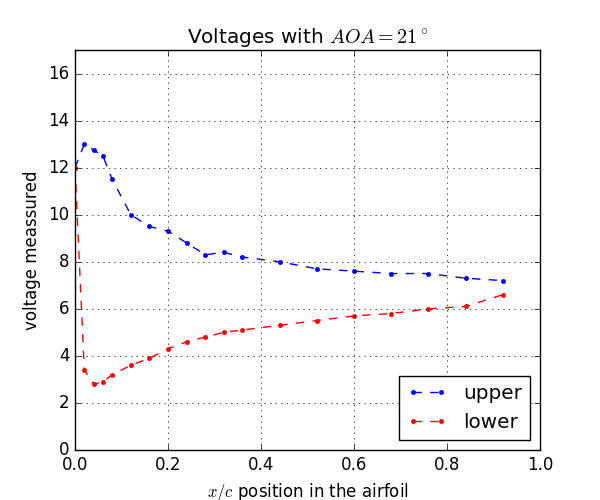 Voltages with AOA = 21°
16
14
12
10
8
6
4
2
0
voltage meassured
upper
lower
0.0 0.2 0.4 0.6 0.8 1.0
x/c position in the airfoil